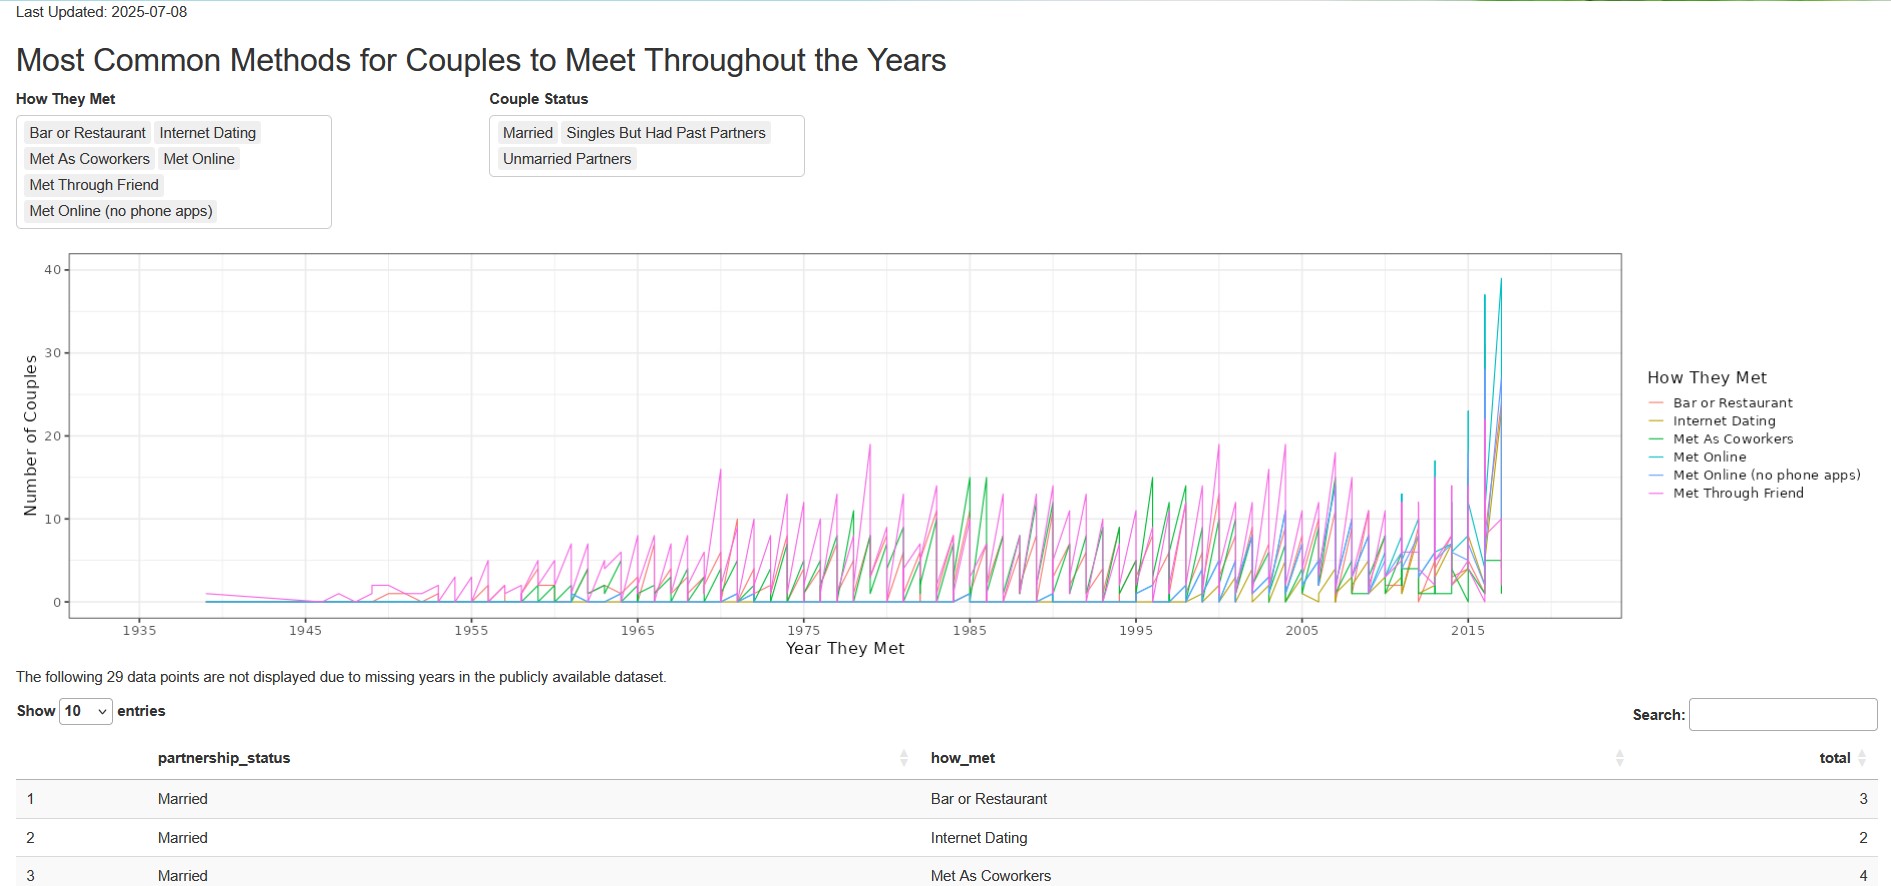 Last Updated: 2025-07-08
Most Common Methods for Couples to Meet Throughout the Years
How They Met
Couple Status
Bar or Restaurant Internet Dating
Met As Coworkers Met Online
Met Through Friend
Met Online (no phone apps)
Married Singles But Had Past Partners
Unmarried Partners
Number of Couples
40
30
20
10
0
1935 1945 1955 1965 1975 1985 1995 2005 2015
Year They Met
How They Met
Bar or Restaurant
Internet Dating
Met As Coworkers
Met Online
Met Online (no phone apps)
Met Through Friend
The following 29 data points are not displayed due to missing years in the publicly available dataset.
Show 10 entries
Search:
partnership_status how_met total
1 Married Bar or Restaurant 3
2 Married Internet Dating 2
3 Married Met As Coworkers 4